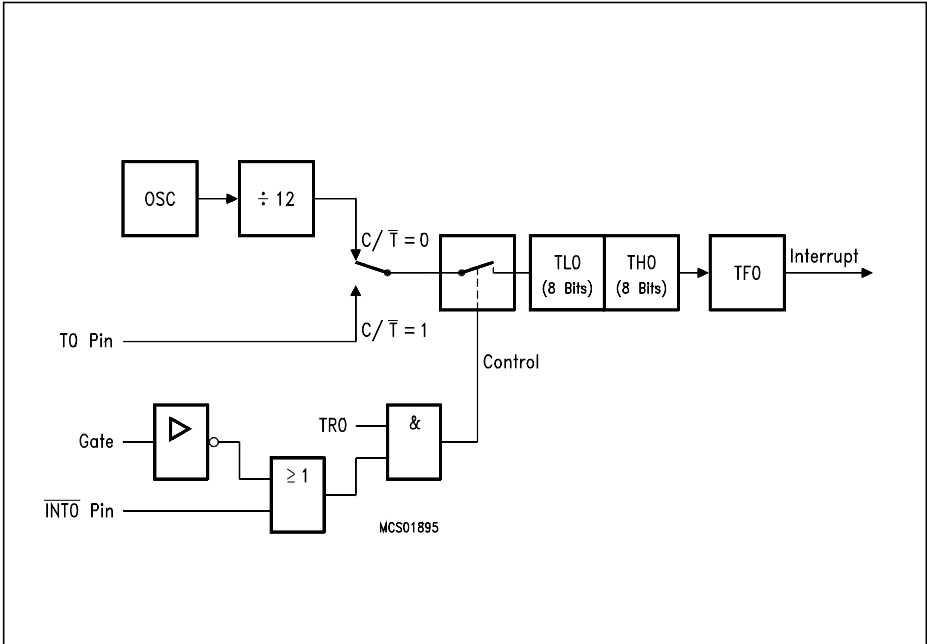 OSC
÷ 12
C/T̅ = 0
TL0
(8 Bits)
TH0
(8 Bits)
TF0
Interrupt
T0 Pin
C/T̅ = 1
Control
TR0
&
Gate
≥ 1
I̅N̅T̅0̅ Pin
MCS01895